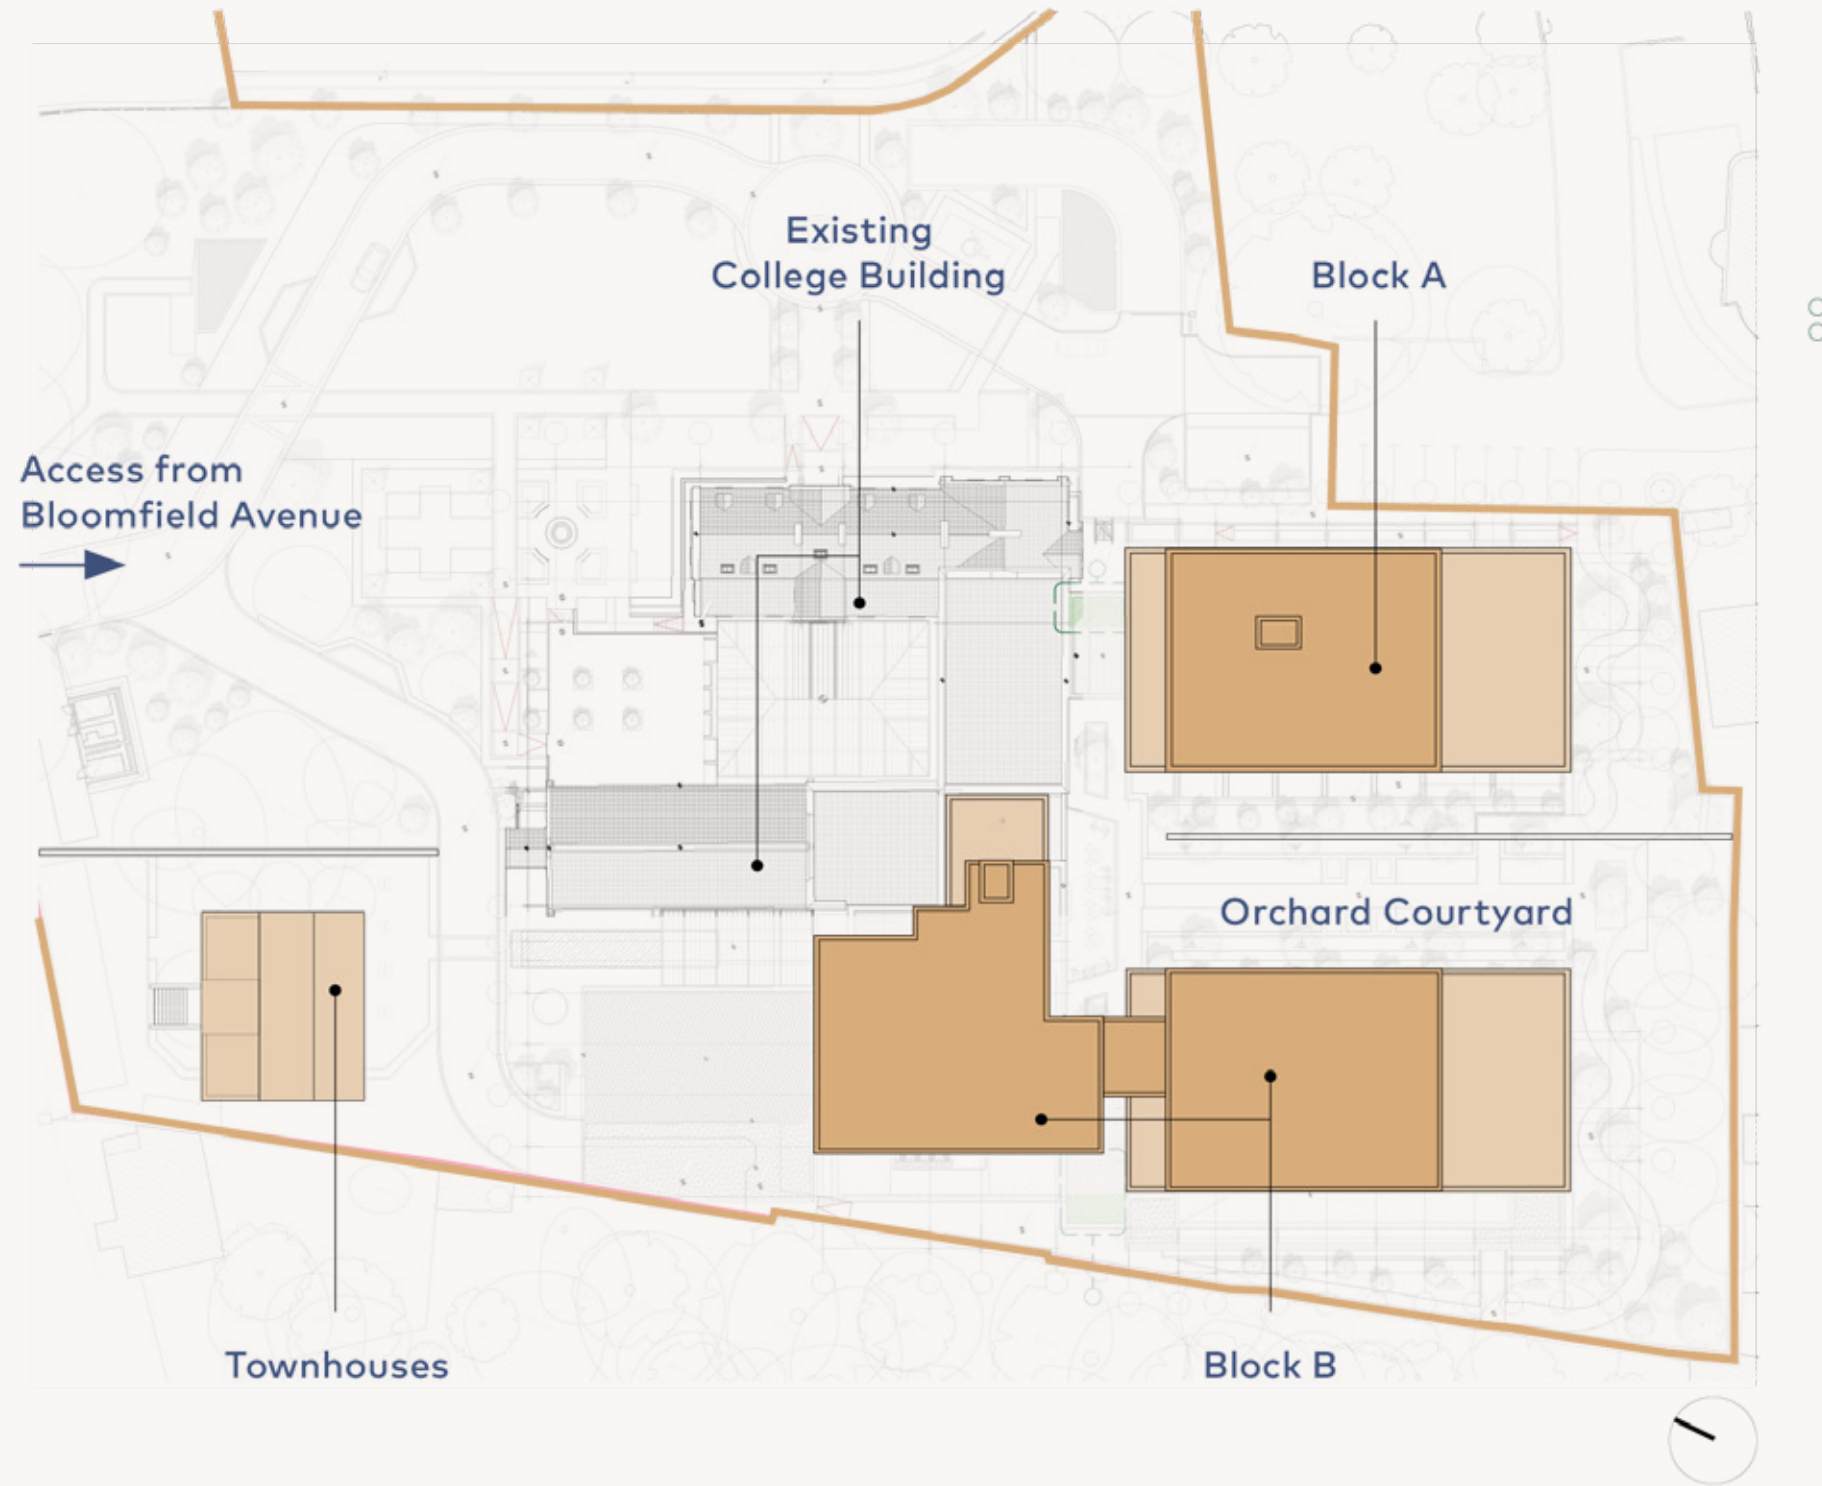 Existing
College Building
Block A
Access from
Bloomfield Avenue
Orchard Courtyard
Townhouses
Block B